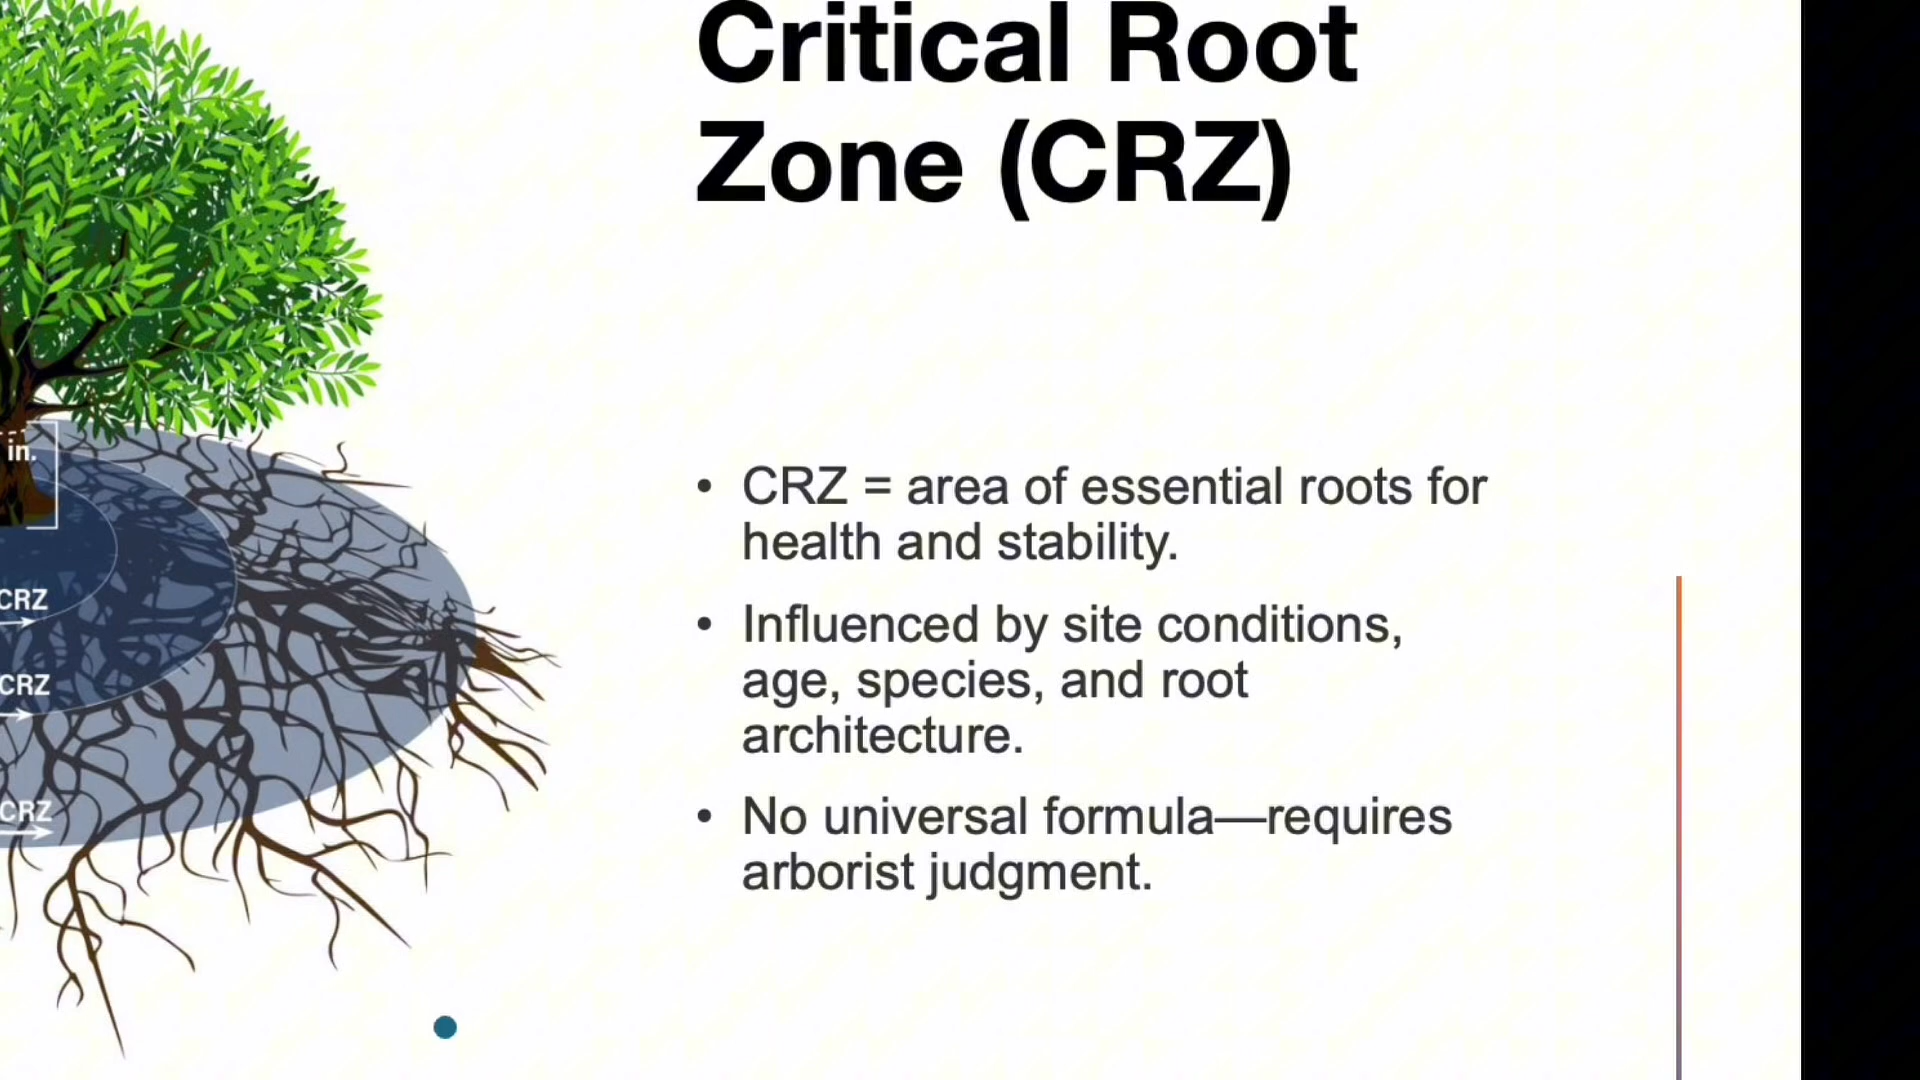 Critical Root
Zone (CRZ)
• CRZ = area of essential roots for
health and stability.
• Influenced by site conditions,
age, species, and root
architecture.
• No universal formula—requires
arborist judgment.
in.
CRZ
CRZ
CRZ